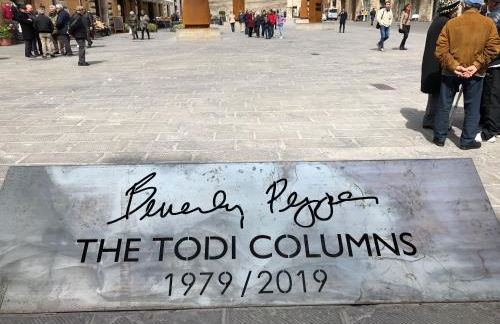 Beverly Pepper
THE TODI COLUMNS
1979/2019